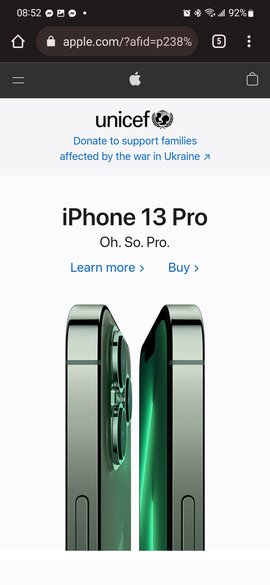 08:52
92%
apple.com/?afid=p238%
5
unicef
Donate to support families
affected by the war in Ukraine ↗
iPhone 13 Pro
Oh. So. Pro.
Learn more >
Buy >